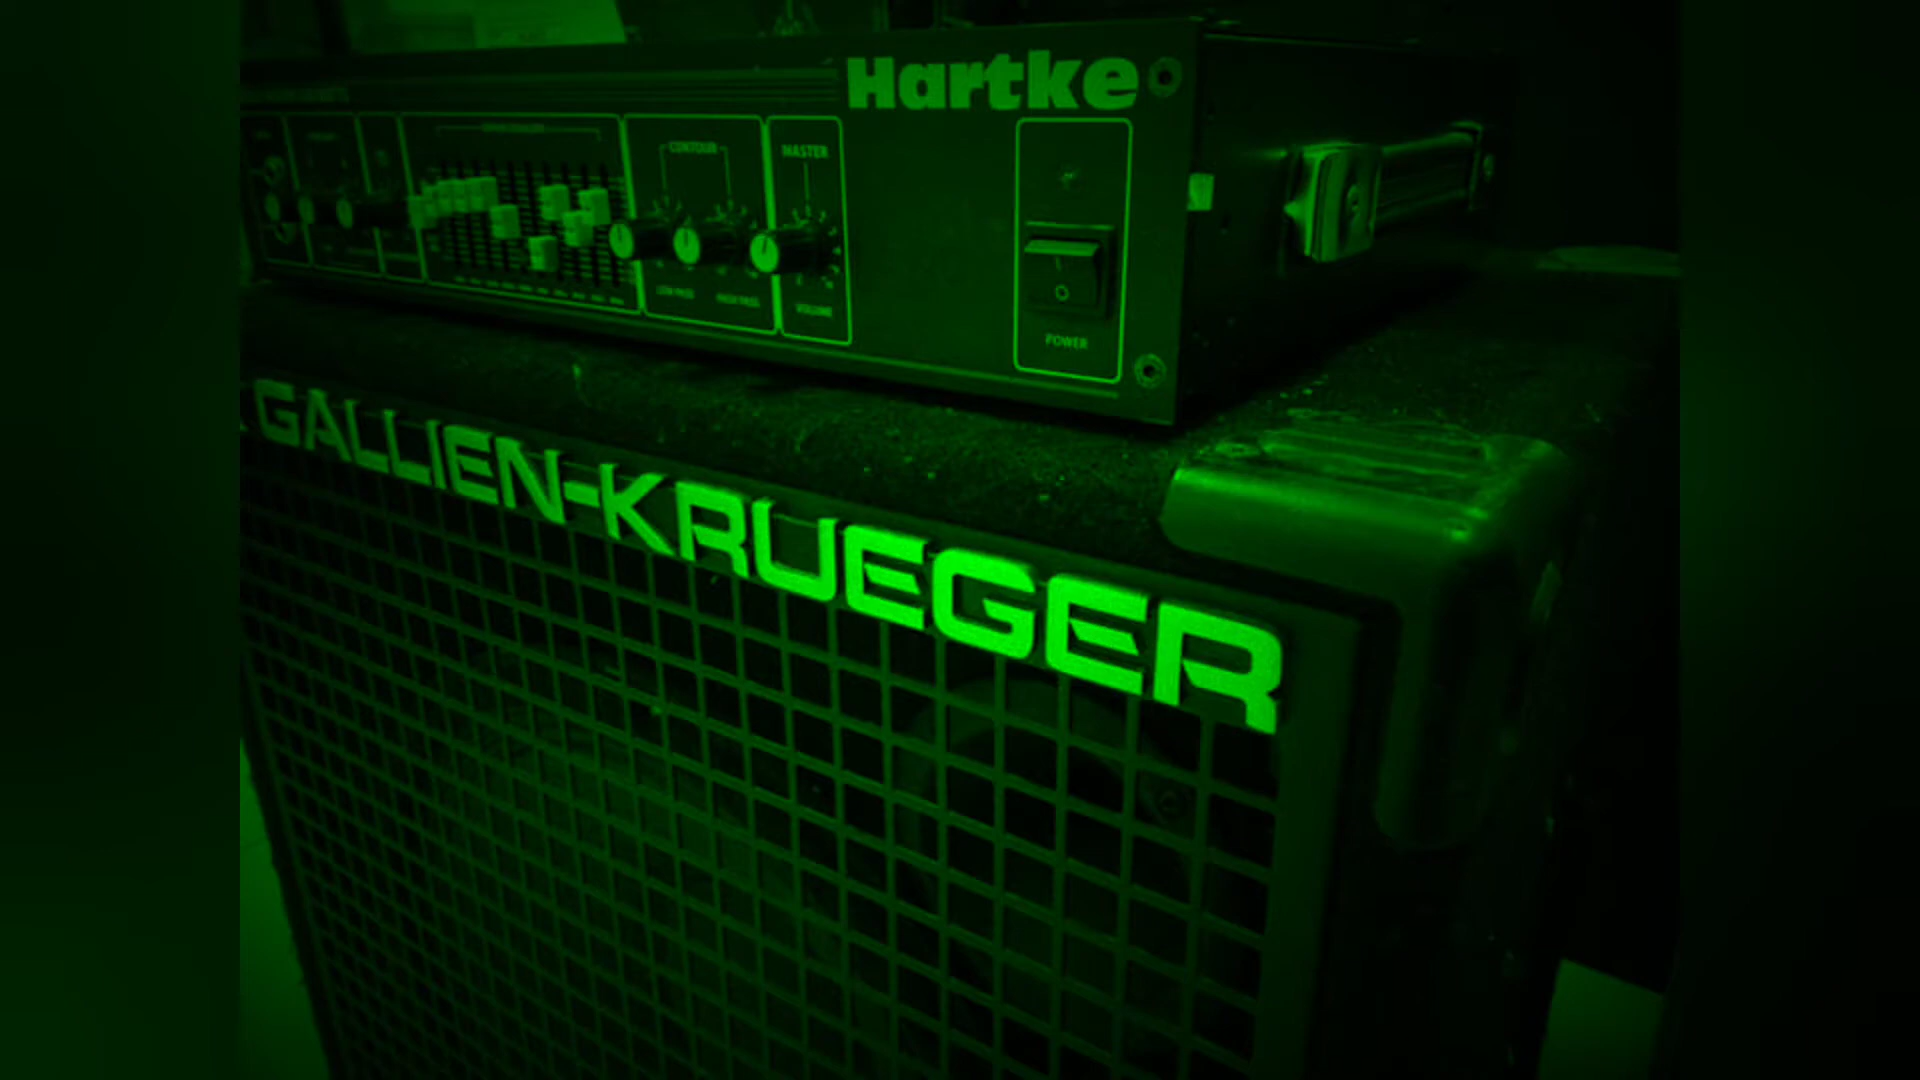 Hartke
CONTOUR
MASTER
LOW PASS
HIGH PASS
VOLUME
I
O
POWER
GALLIEN-KRUEGER